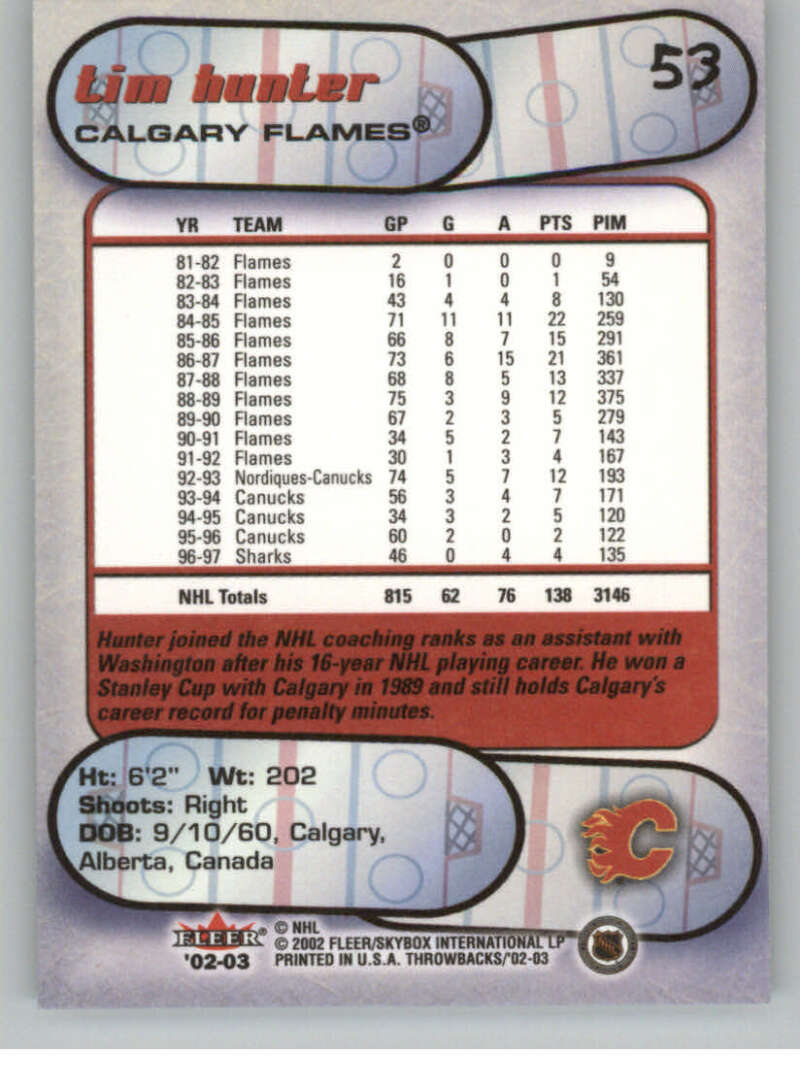 tim hunter
CALGARY FLAMES®
53
YR TEAM GP G A PTS PIM
81-82 Flames 2 0 0 0 9
82-83 Flames 16 1 0 1 54
83-84 Flames 43 4 4 8 130
84-85 Flames 71 11 11 22 259
85-86 Flames 66 8 7 15 291
86-87 Flames 73 6 15 21 361
87-88 Flames 68 8 5 13 337
88-89 Flames 75 3 9 12 375
89-90 Flames 67 2 3 5 279
90-91 Flames 34 5 2 7 143
91-92 Flames 30 1 3 4 167
92-93 Nordiques-Canucks 74 5 7 12 193
93-94 Canucks 56 3 4 7 171
94-95 Canucks 34 3 2 5 120
95-96 Canucks 60 2 0 2 122
96-97 Sharks 46 0 4 4 135
NHL Totals 815 62 76 138 3146
Hunter joined the NHL coaching ranks as an assistant with
Washington after his 16-year NHL playing career. He won a
Stanley Cup with Calgary in 1989 and still holds Calgary's
career record for penalty minutes.
Ht: 6'2" Wt: 202
Shoots: Right
DOB: 9/10/60, Calgary,
Alberta, Canada
C
FLEER®
'02-03
© NHL
© 2002 FLEER/SKYBOX INTERNATIONAL LP
PRINTED IN U.S.A. THROWBACKS/'02-03